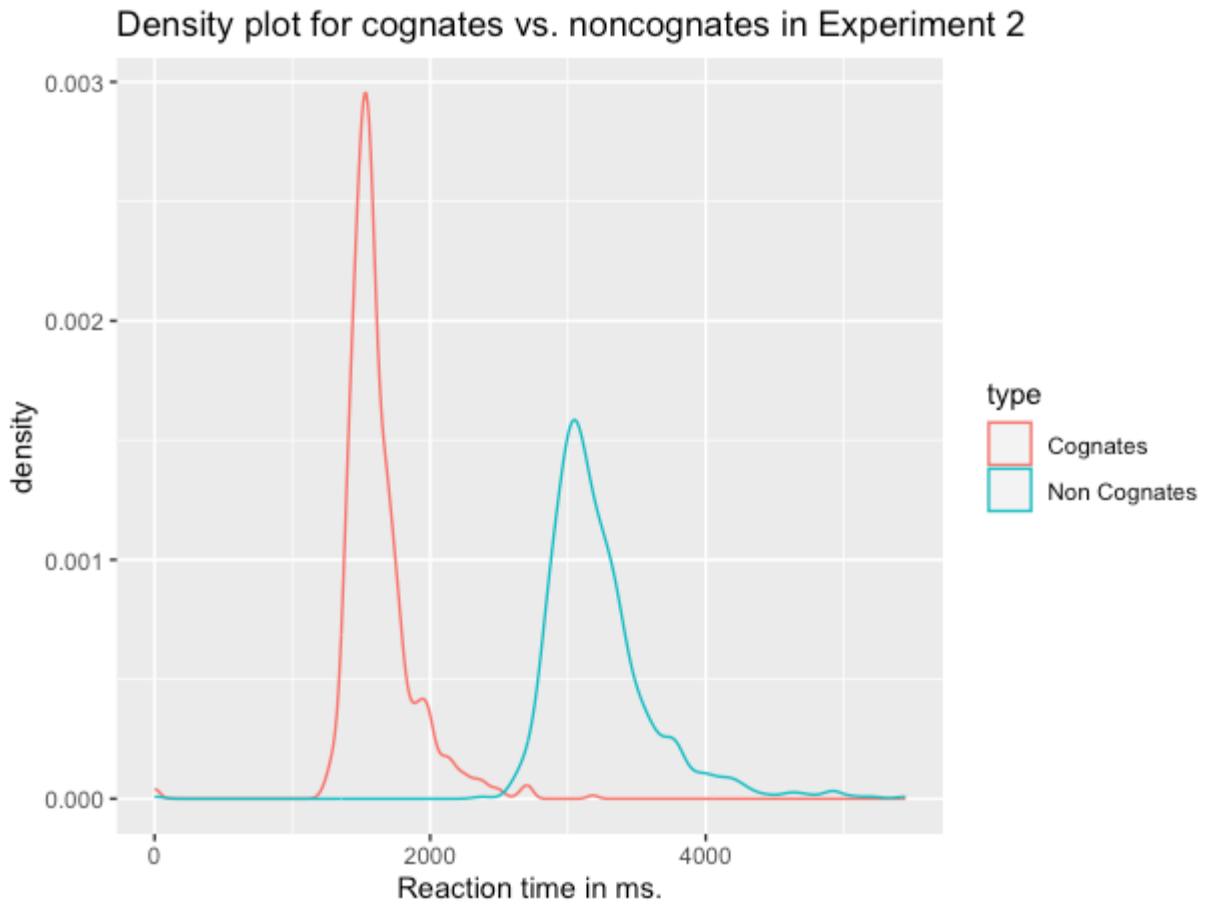 Density plot for cognates vs. noncognates in Experiment 2
0.003
0.002
0.001
0.000
density
0
2000
4000
Reaction time in ms.
type
Cognates
Non Cognates